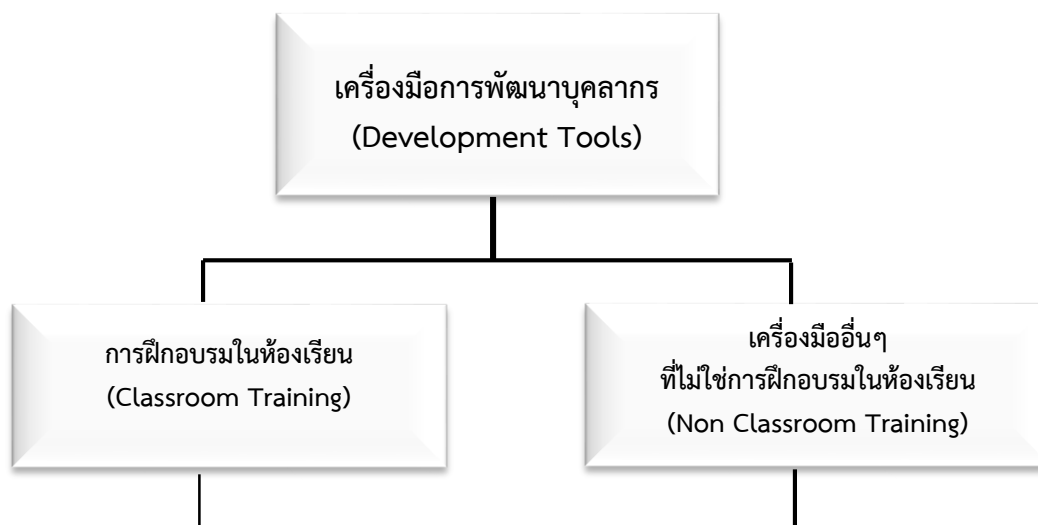 เครื่องมือการพัฒนาบุคลากร
(Development Tools)
การฝึกอบรมในห้องเรียน
(Classroom Training)
เครื่องมืออื่นๆ
ที่ไม่ใช่การฝึกอบรมในห้องเรียน
(Non Classroom Training)